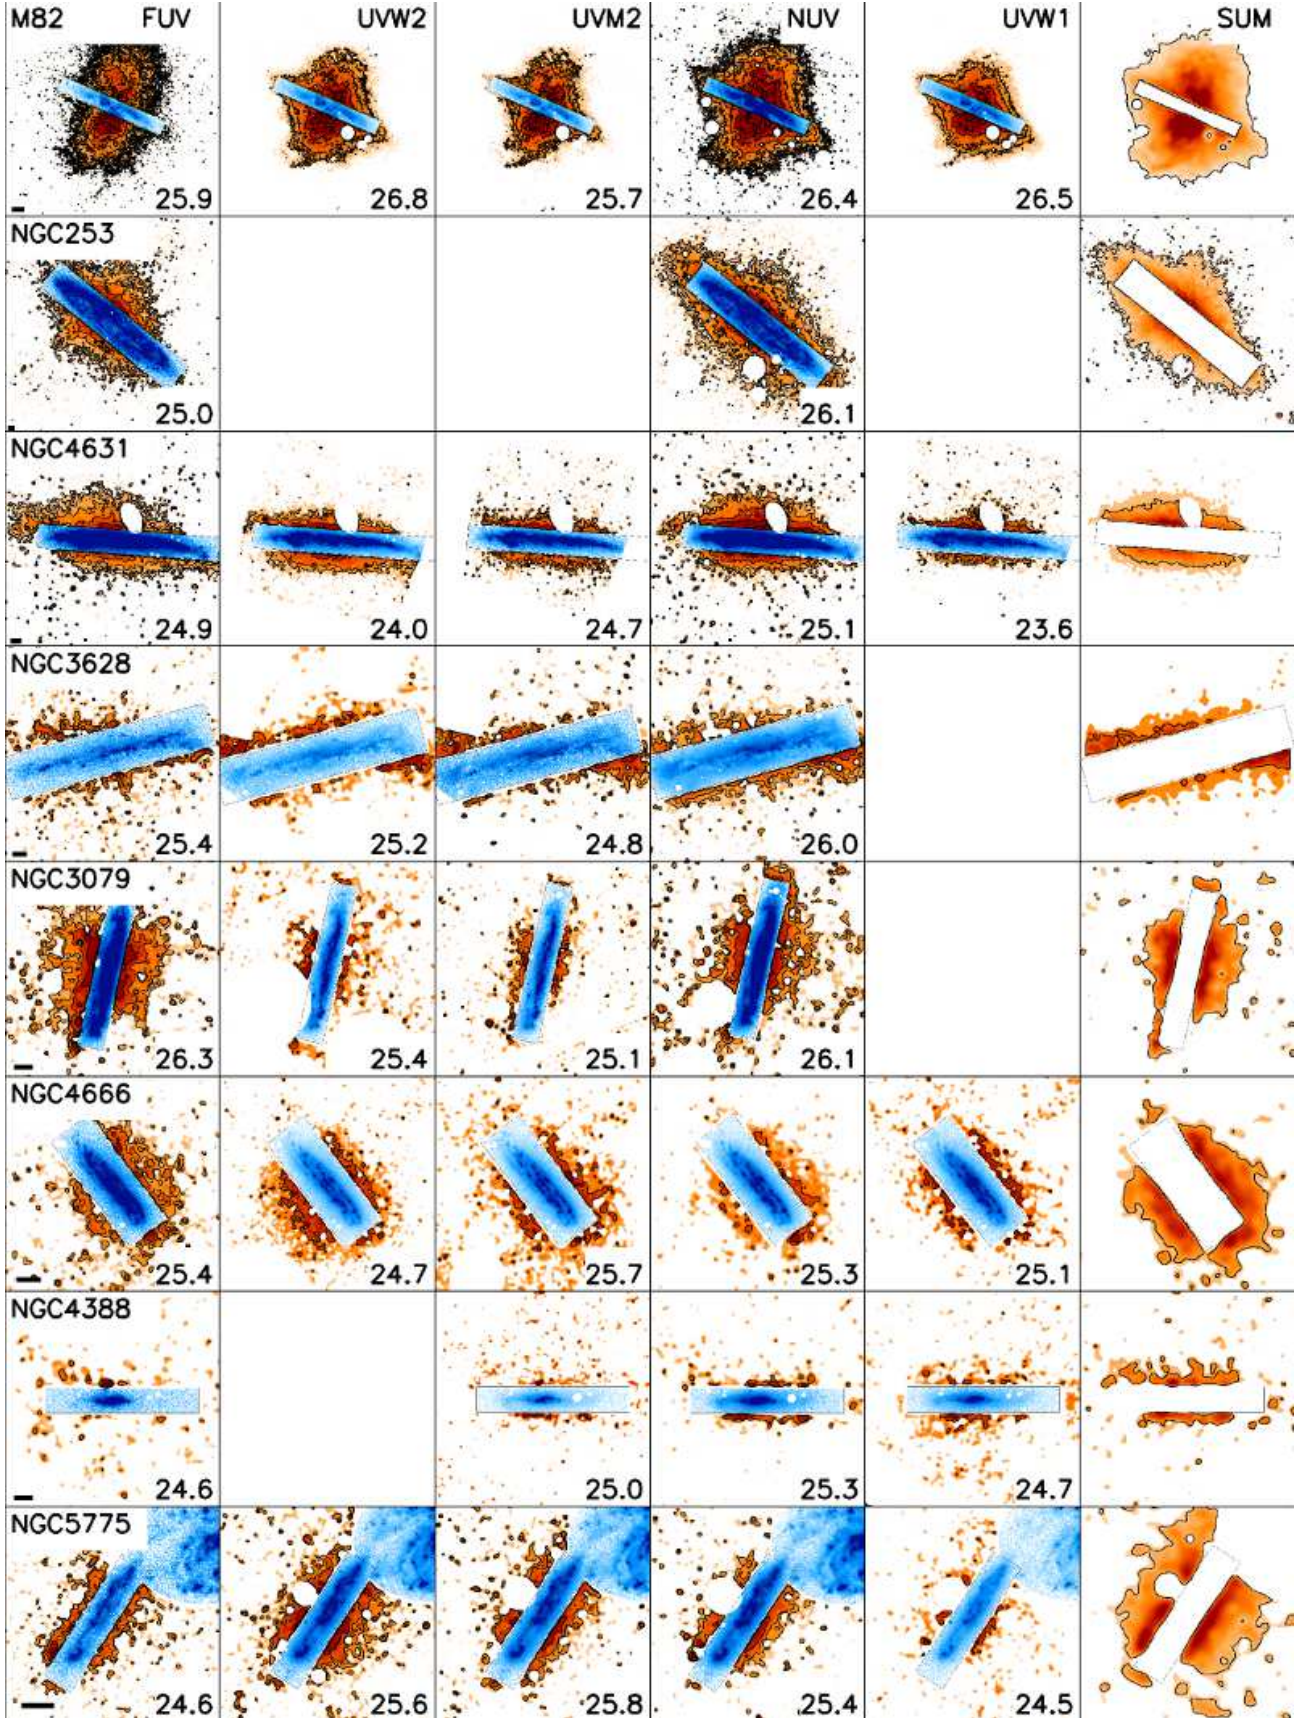 M82 FUV UVW2 UVM2 NUV UVW1 SUM
25.9 26.8 25.7 26.4 26.5
NGC253
25.0 26.1
NGC4631
24.9 24.0 24.7 25.1 23.6
NGC3628
25.4 25.2 24.8 26.0
NGC3079
26.3 25.4 25.1 26.1
NGC4666
25.4 24.7 25.7 25.3 25.1
NGC4388
24.6 25.0 25.3 24.7
NGC5775
24.6 25.6 25.8 25.4 24.5